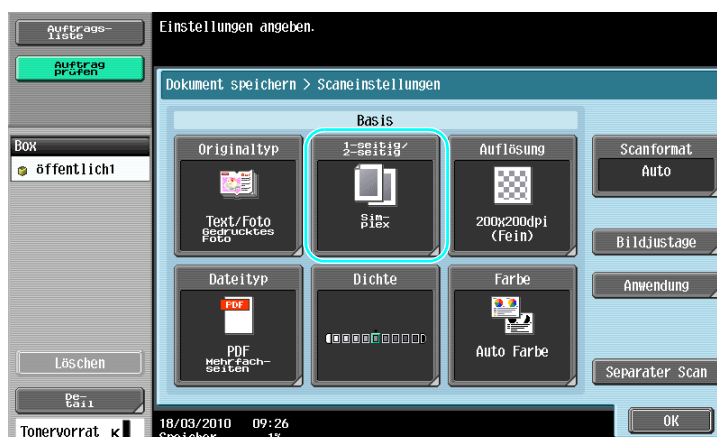 Auftrags-
liste
Auftrag
prüfen
Einstellungen angeben.
Dokument speichern > Scaneinstellungen
Basis
Box
öffentlich1
Originaltyp
Text/Foto
Gedrucktes
Foto
1-seitig/
2-seitig
Sim-
plex
Auflösung
200x200dpi
(Fein)
Scanformat
Auto
Bildjustage
Dateityp
PDF
PDF
Mehrfach-
seiten
Dichte
Farbe
Auto Farbe
Anwendung
Separater Scan
Löschen
De-
tail
Tonervorrat K
18/03/2010 09:26
Speicher 1%
OK